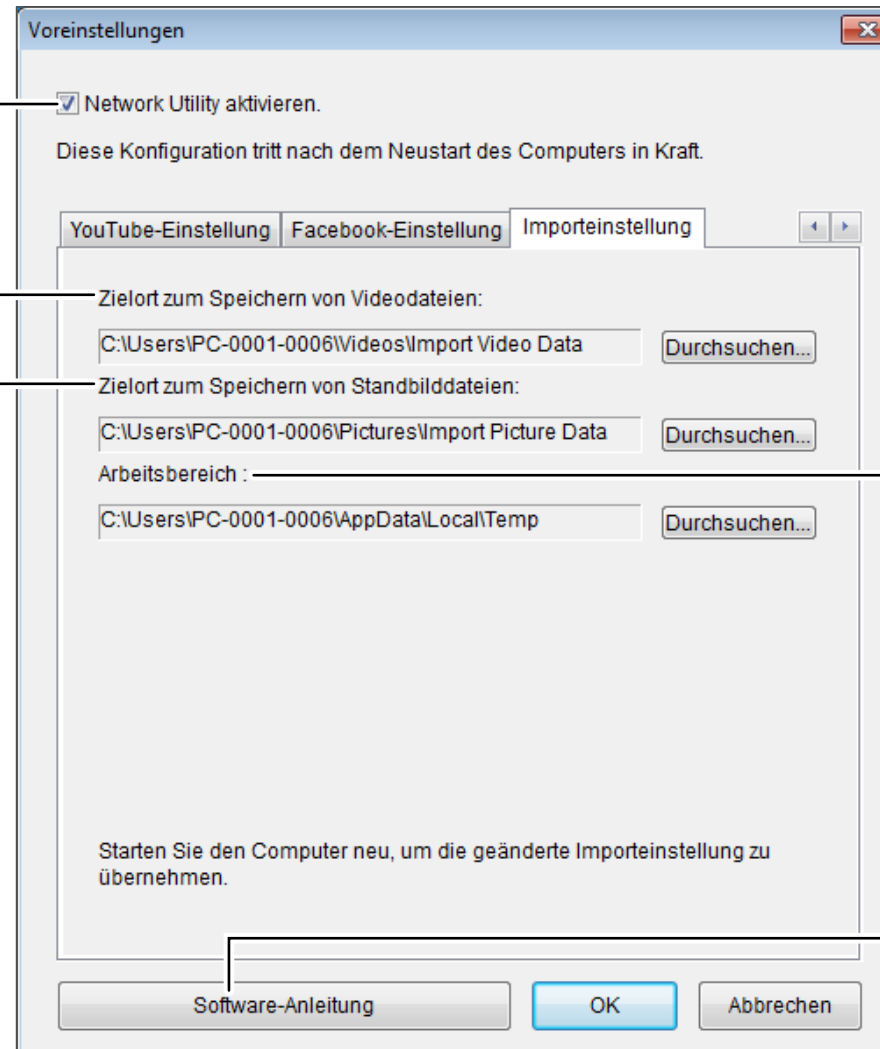 Voreinstellungen
Network Utility aktivieren.
Diese Konfiguration tritt nach dem Neustart des Computers in Kraft.
YouTube-Einstellung Facebook-Einstellung Importeinstellung
Zielort zum Speichern von Videodateien:
C:\Users\PC-0001-0006\Videos\Import Video Data Durchsuchen...
Zielort zum Speichern von Standbilddateien:
C:\Users\PC-0001-0006\Pictures\Import Picture Data Durchsuchen...
Arbeitsbereich :
C:\Users\PC-0001-0006\AppData\Local\Temp Durchsuchen...
Starten Sie den Computer neu, um die geänderte Importeinstellung zu
übernehmen.
Software-Anleitung OK Abbrechen